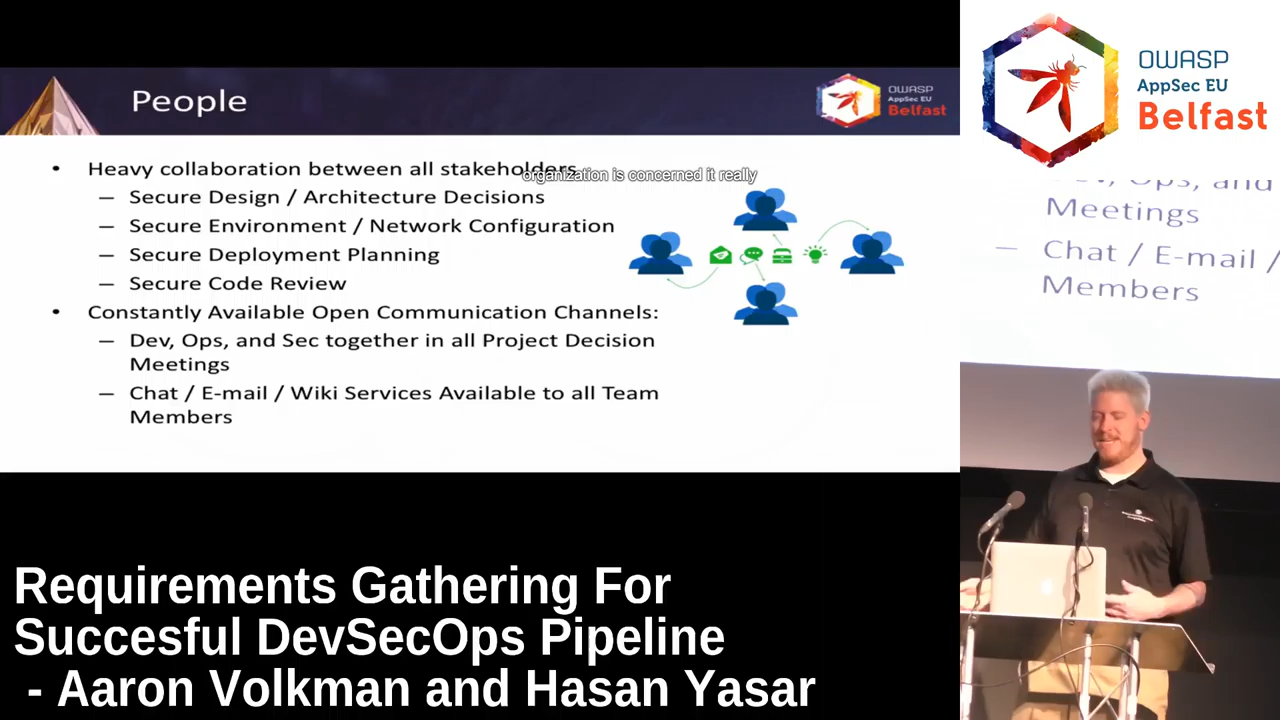 People
OWASP
AppSec EU
Belfast
• Heavy collaboration between all stakeholders
organization is concerned it really
– Secure Design / Architecture Decisions
– Secure Environment / Network Configuration
– Secure Deployment Planning
– Secure Code Review
• Constantly Available Open Communication Channels:
– Dev, Ops, and Sec together in all Project Decision
Meetings
– Chat / E-mail / Wiki Services Available to all Team
Members
OWASP
AppSec EU
Belfast
Dev, Ops, and
Meetings
– Chat / E-mail /
Members
Requirements Gathering For
Succesful DevSecOps Pipeline
- Aaron Volkman and Hasan Yasar